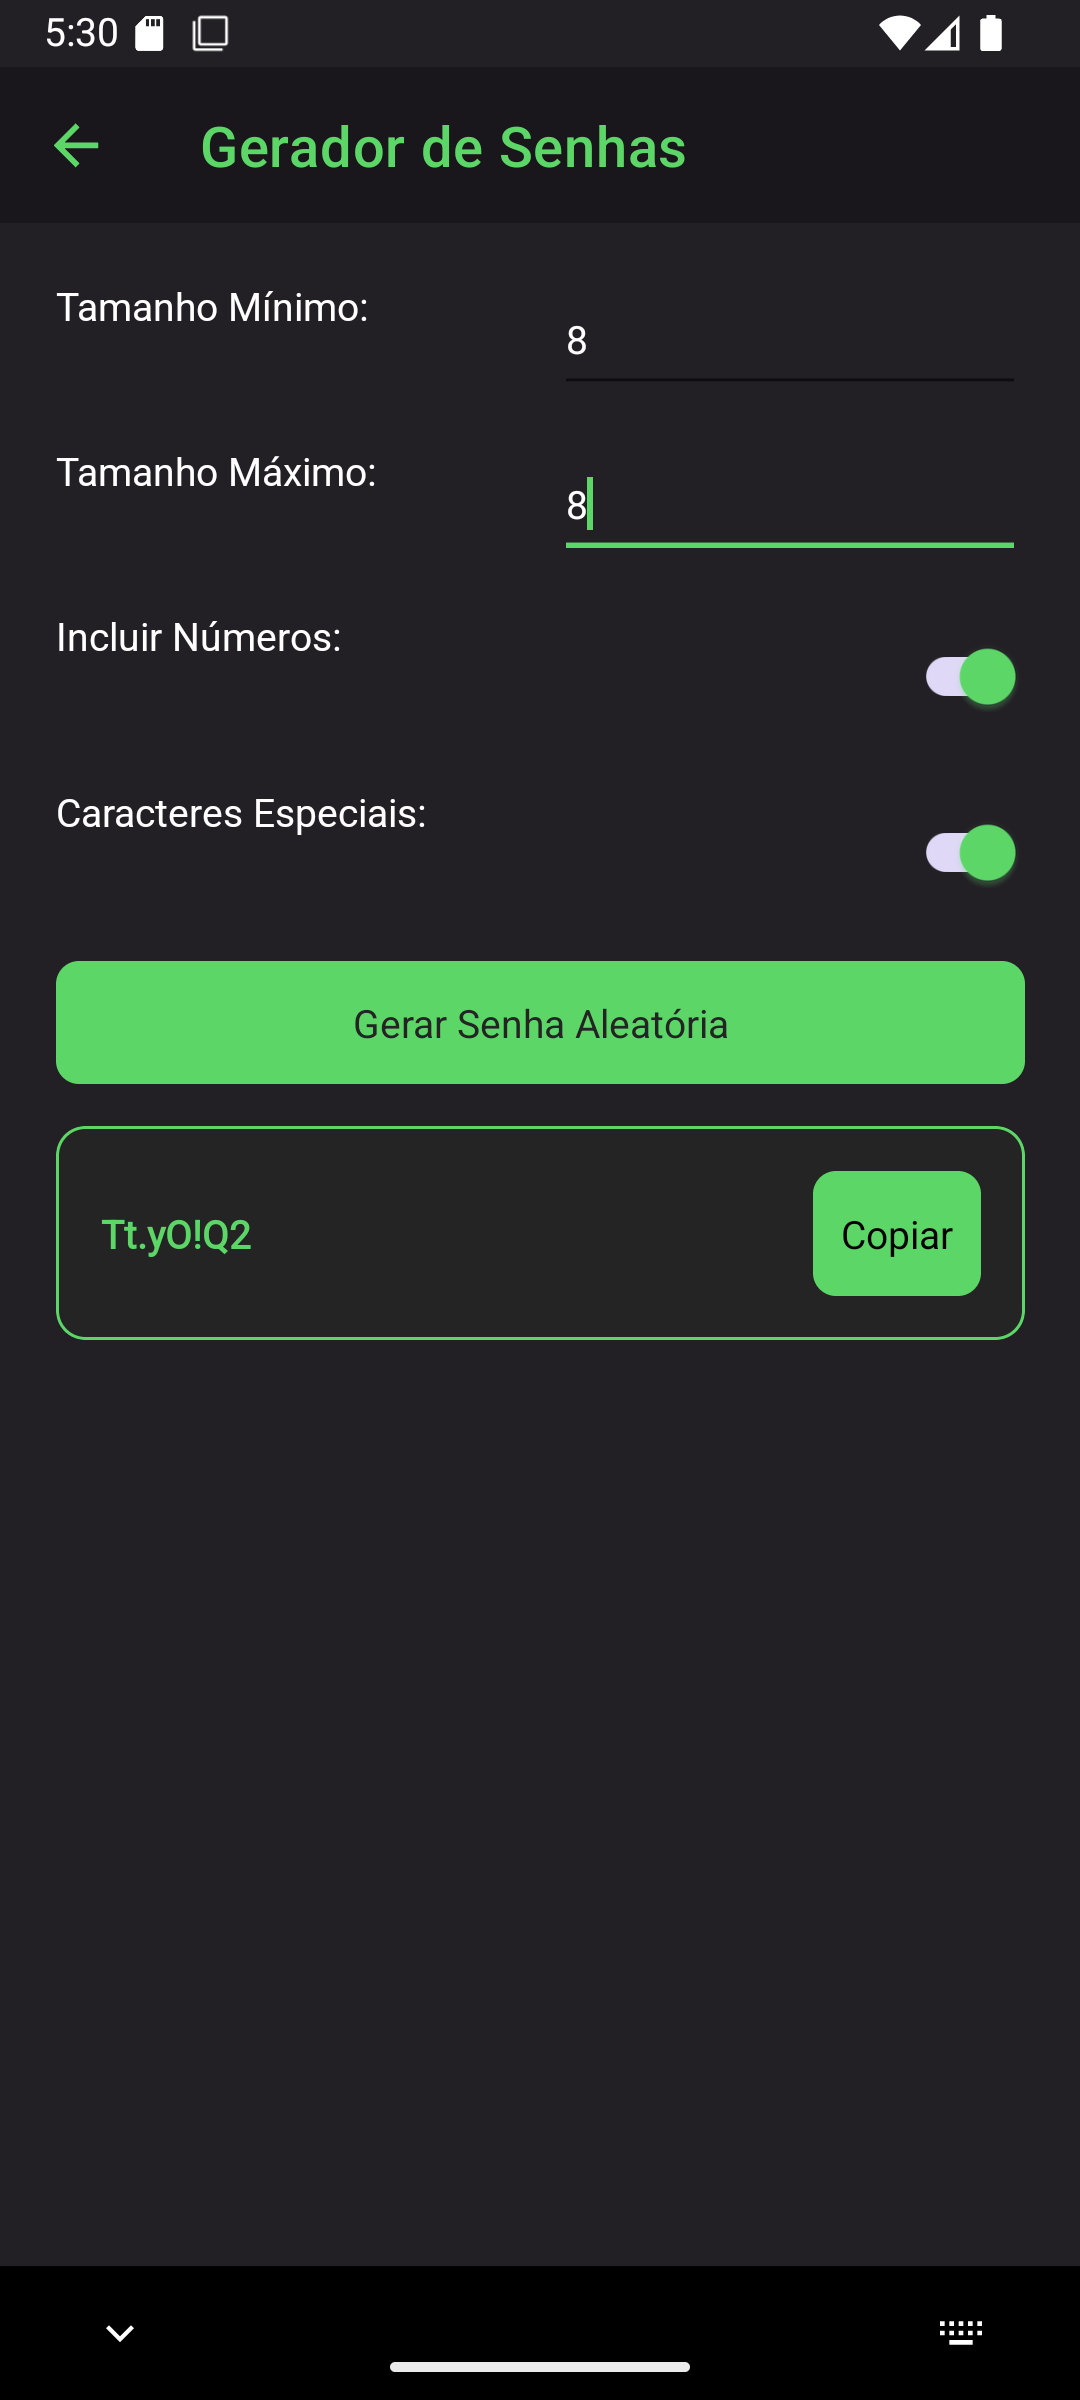 5:30
Gerador de Senhas
Tamanho Mínimo:
8
Tamanho Máximo:
8
Incluir Números:
Caracteres Especiais:
Gerar Senha Aleatória
Tt.yO!Q2
Copiar